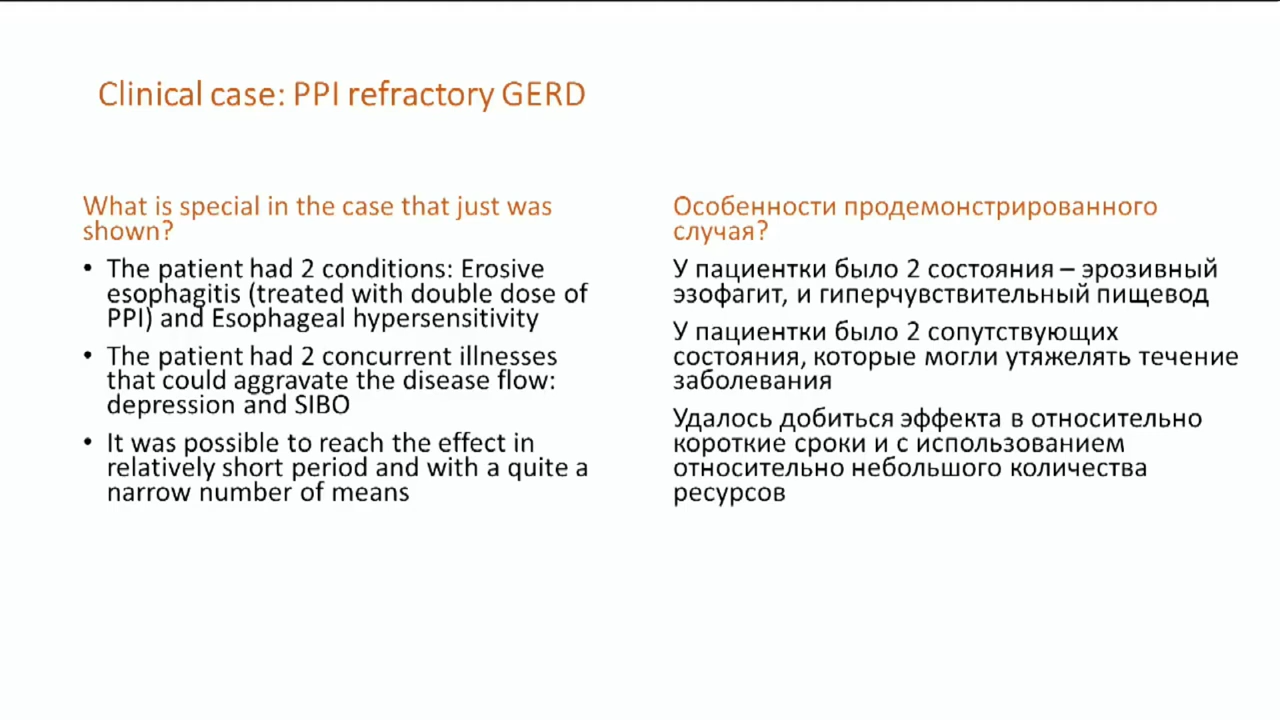 Clinical case: PPI refractory GERD
What is special in the case that just was
shown?
• The patient had 2 conditions: Erosive
esophagitis (treated with double dose of
PPI) and Esophageal hypersensitivity
• The patient had 2 concurrent illnesses
that could aggravate the disease flow:
depression and SIBO
• It was possible to reach the effect in
relatively short period and with a quite a
narrow number of means
Особенности продемонстрированного
случая?
У пациентки было 2 состояния – эрозивный
эзофагит, и гиперчувствительный пищевод
У пациентки было 2 сопутствующих
состояния, которые могли утяжелять течение
заболевания
Удалось добиться эффекта в относительно
короткие сроки и с использованием
относительно небольшого количества
ресурсов